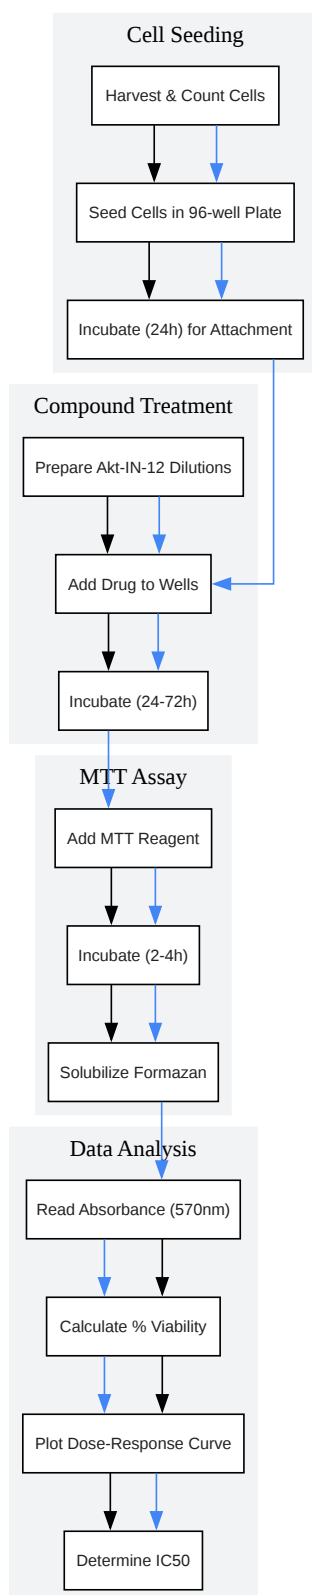 Cell Seeding
Harvest & Count Cells
Seed Cells in 96-well Plate
Incubate (24h) for Attachment
Compound Treatment
Prepare Akt-IN-12 Dilutions
Add Drug to Wells
Incubate (24-72h)
MTT Assay
Add MTT Reagent
Incubate (2-4h)
Solubilize Formazan
Data Analysis
Read Absorbance (570nm)
Calculate % Viability
Plot Dose-Response Curve
Determine IC50